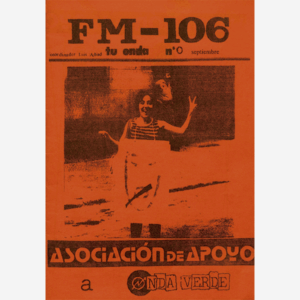 FM-106
tu onda nº0 septiembre
ASOCIACIÓN DE APOYO
a ONDA VERDE